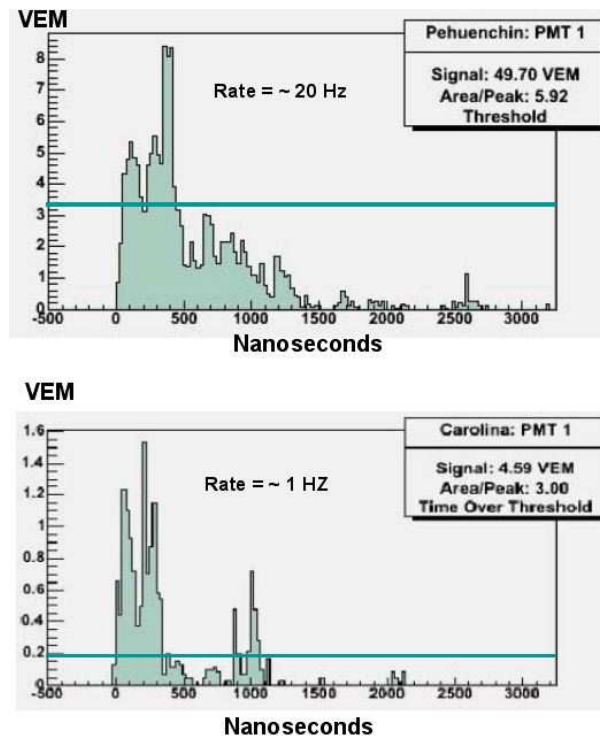 VEM
Pehuenchin: PMT 1
Signal: 49.70 VEM
Area/Peak: 5.92
Threshold
Rate = ~ 20 Hz
8
7
6
5
4
3
2
1
0
-500 0 500 1000 1500 2000 2500 3000
Nanoseconds
VEM
Carolina: PMT 1
Signal: 4.59 VEM
Area/Peak: 3.00
Time Over Threshold
Rate = ~ 1 HZ
1.6
1.4
1.2
1
0.8
0.6
0.4
0.2
0
-500 0 500 1000 1500 2000 2500 3000
Nanoseconds